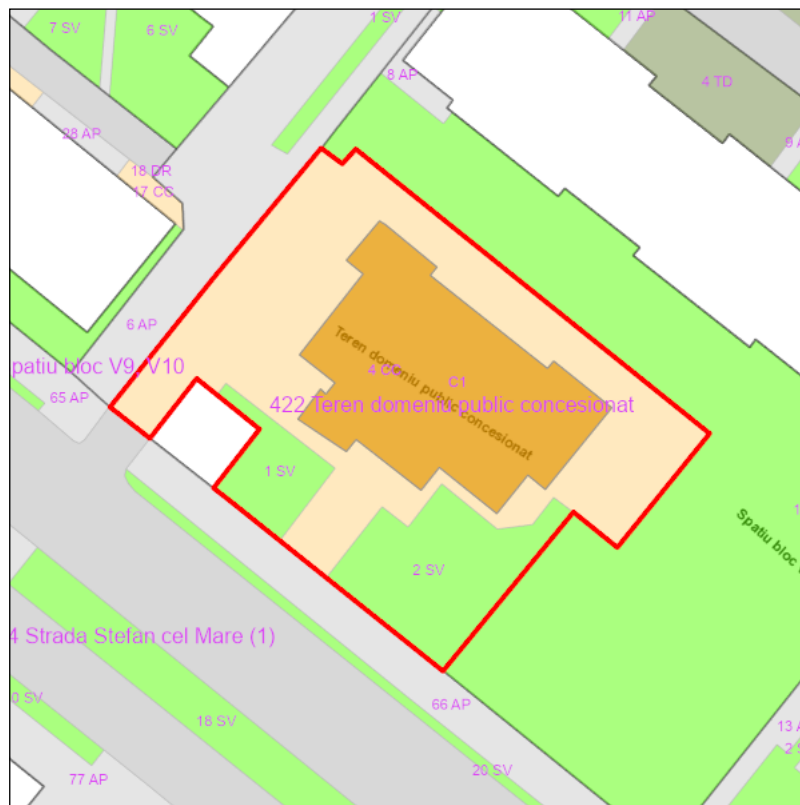 1 SV
11 AP
7 SV
6 SV
8 AP
4 TD
28 AP
18 DR
17 CC
6 AP
patiu bloc V9, V10
65 AP
Teren domeniu public concesionat
C1
422 Teren domeniu public concesionat
1 SV
2 SV
Spatiu bloc
4 Strada Stefan cel Mare (1)
0 SV
18 SV
66 AP
13 A
2 S
77 AP
20 SV